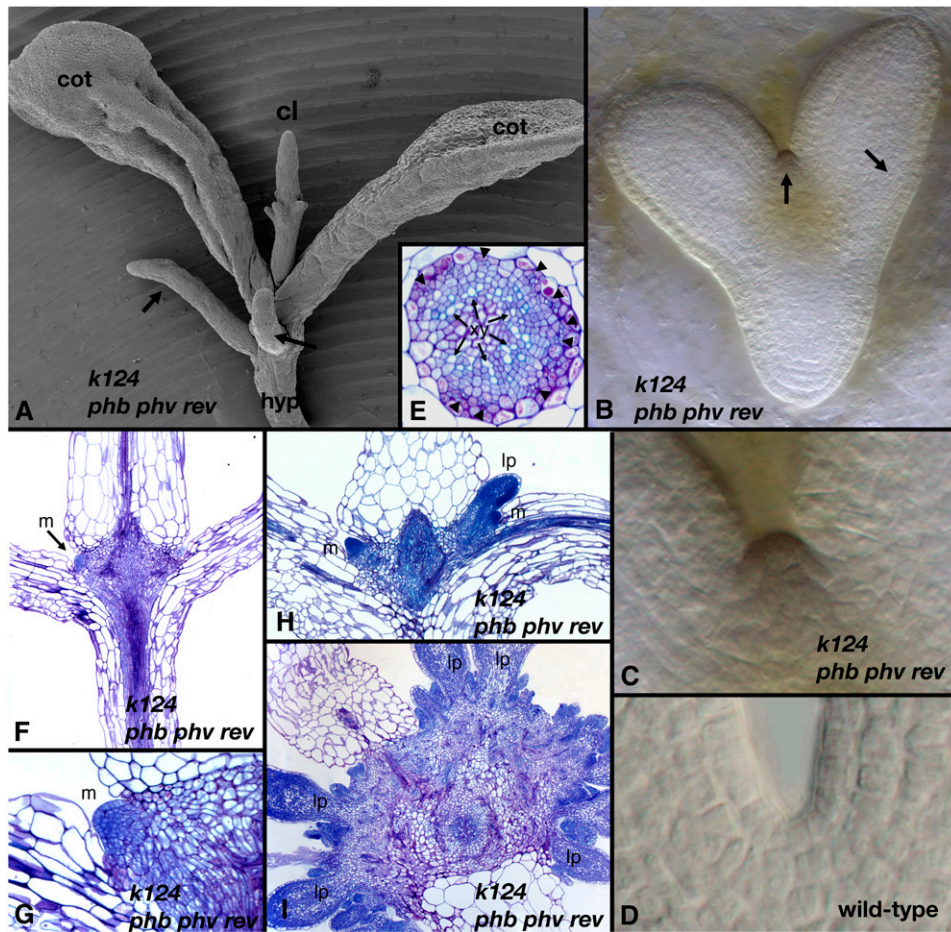 cot
cl
cot
k124
phb phv rev
hyp
A
xy
E
k124
phb phv rev
B
m
k124
phb phv rev
F
lp
m
m
k124
phb phv rev
H
k124
phb phv rev
C
m
k124
phb phv rev
G
lp
lp
lp
lp
lp
k124
phb phv rev
I
wild-type
D